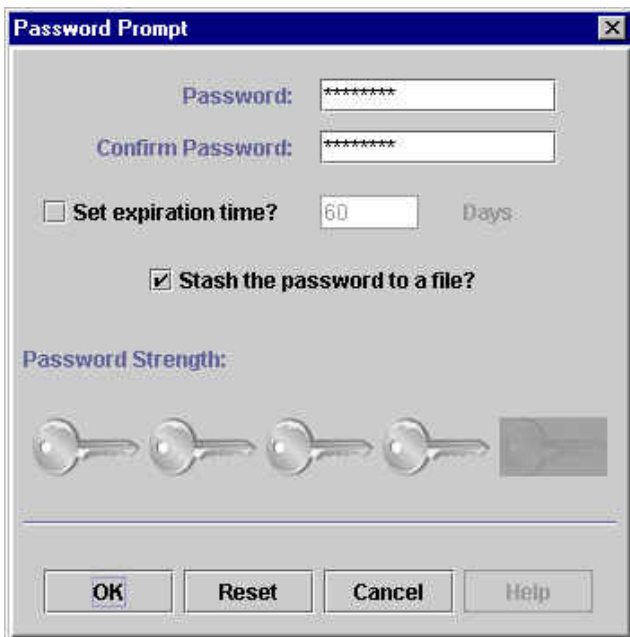 Password Prompt
Password: ********
Confirm Password: ********
Set expiration time? 60 Days
Stash the password to a file?
Password Strength:
OK Reset Cancel Help